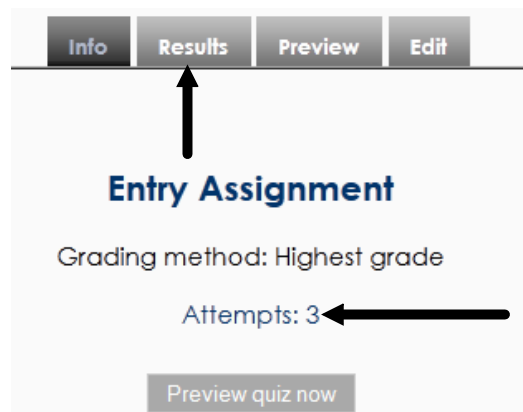 Info Results Preview Edit
Entry Assignment
Grading method: Highest grade
Attempts: 3
Preview quiz now